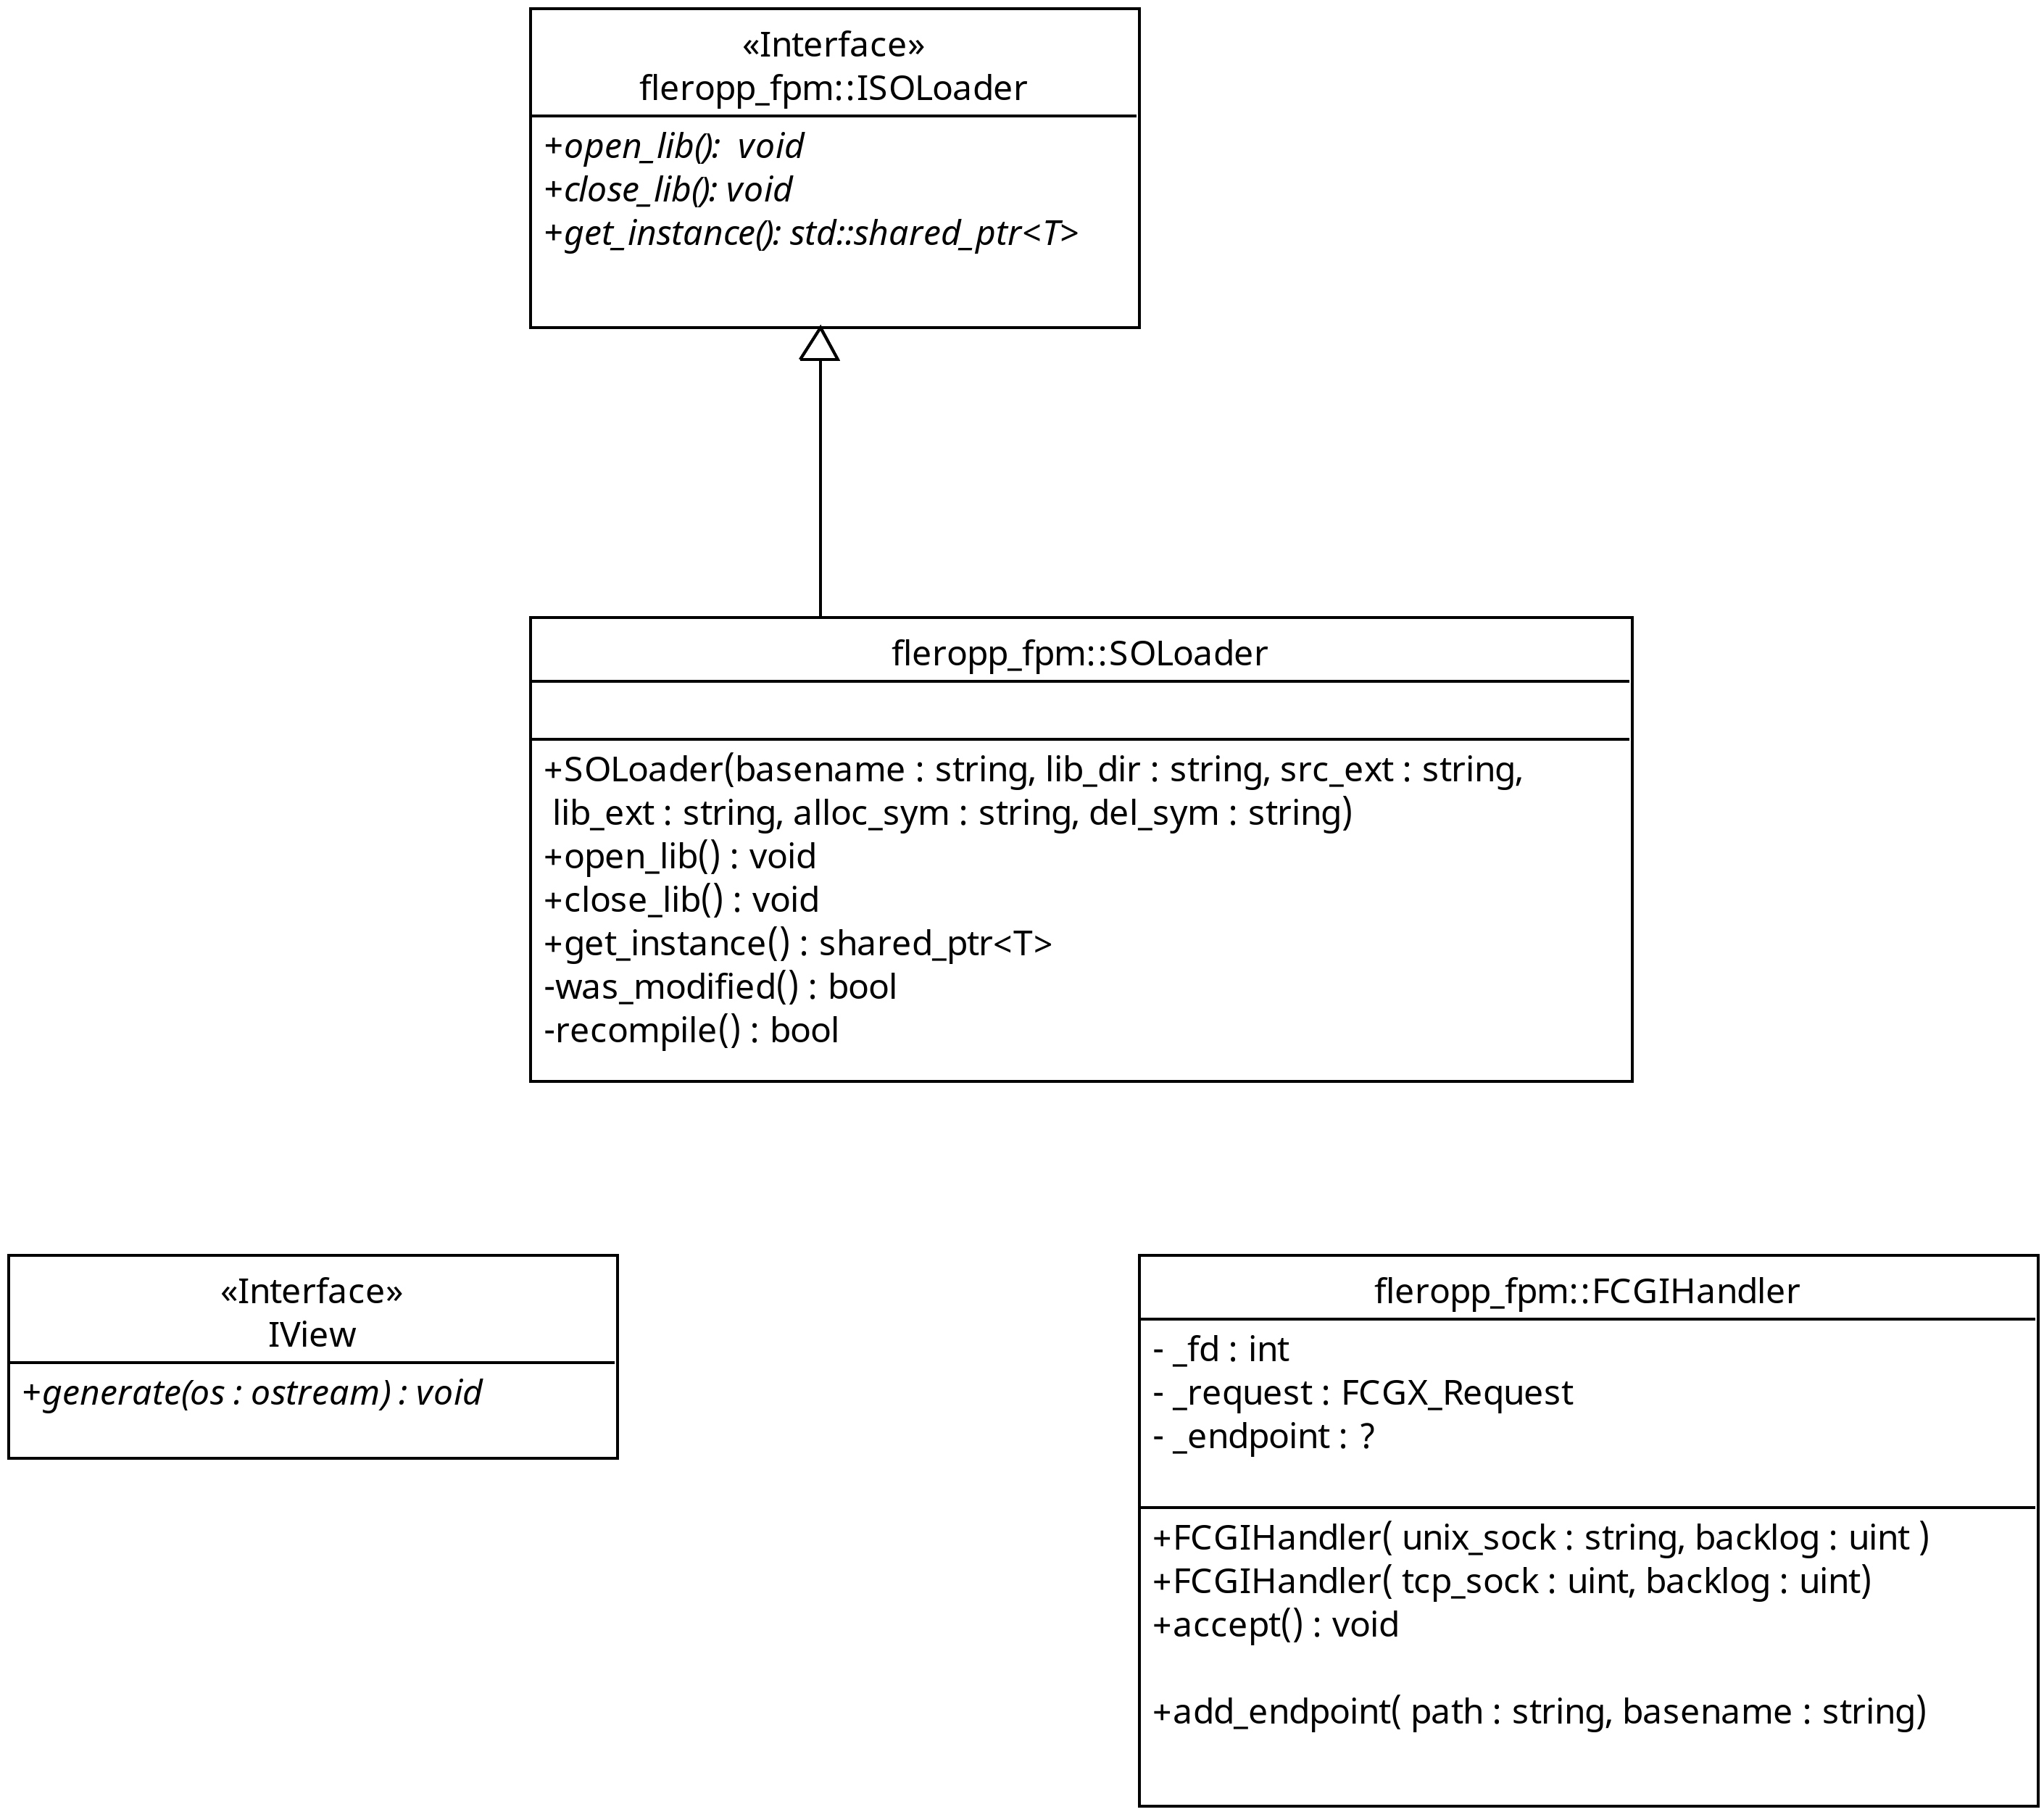 «Interface»
fleropp_fpm::ISOLoader
+open_lib():  void
+close_lib(): void
+get_instance(): std::shared_ptr<T>
fleropp_fpm::SOLoader
+SOLoader(basename : string, lib_dir : string, src_ext : string,
lib_ext : string, alloc_sym : string, del_sym : string)
+open_lib() : void
+close_lib() : void
+get_instance() : shared_ptr<T>
-was_modified() : bool
-recompile() : bool
«Interface»
IView
+generate(os : ostream) : void
fleropp_fpm::FCGIHandler
- _fd : int
- _request : FCGX_Request
- _endpoint : ?
+FCGIHandler( unix_sock : string, backlog : uint )
+FCGIHandler( tcp_sock : uint, backlog : uint)
+accept() : void
+add_endpoint( path : string, basename : string)